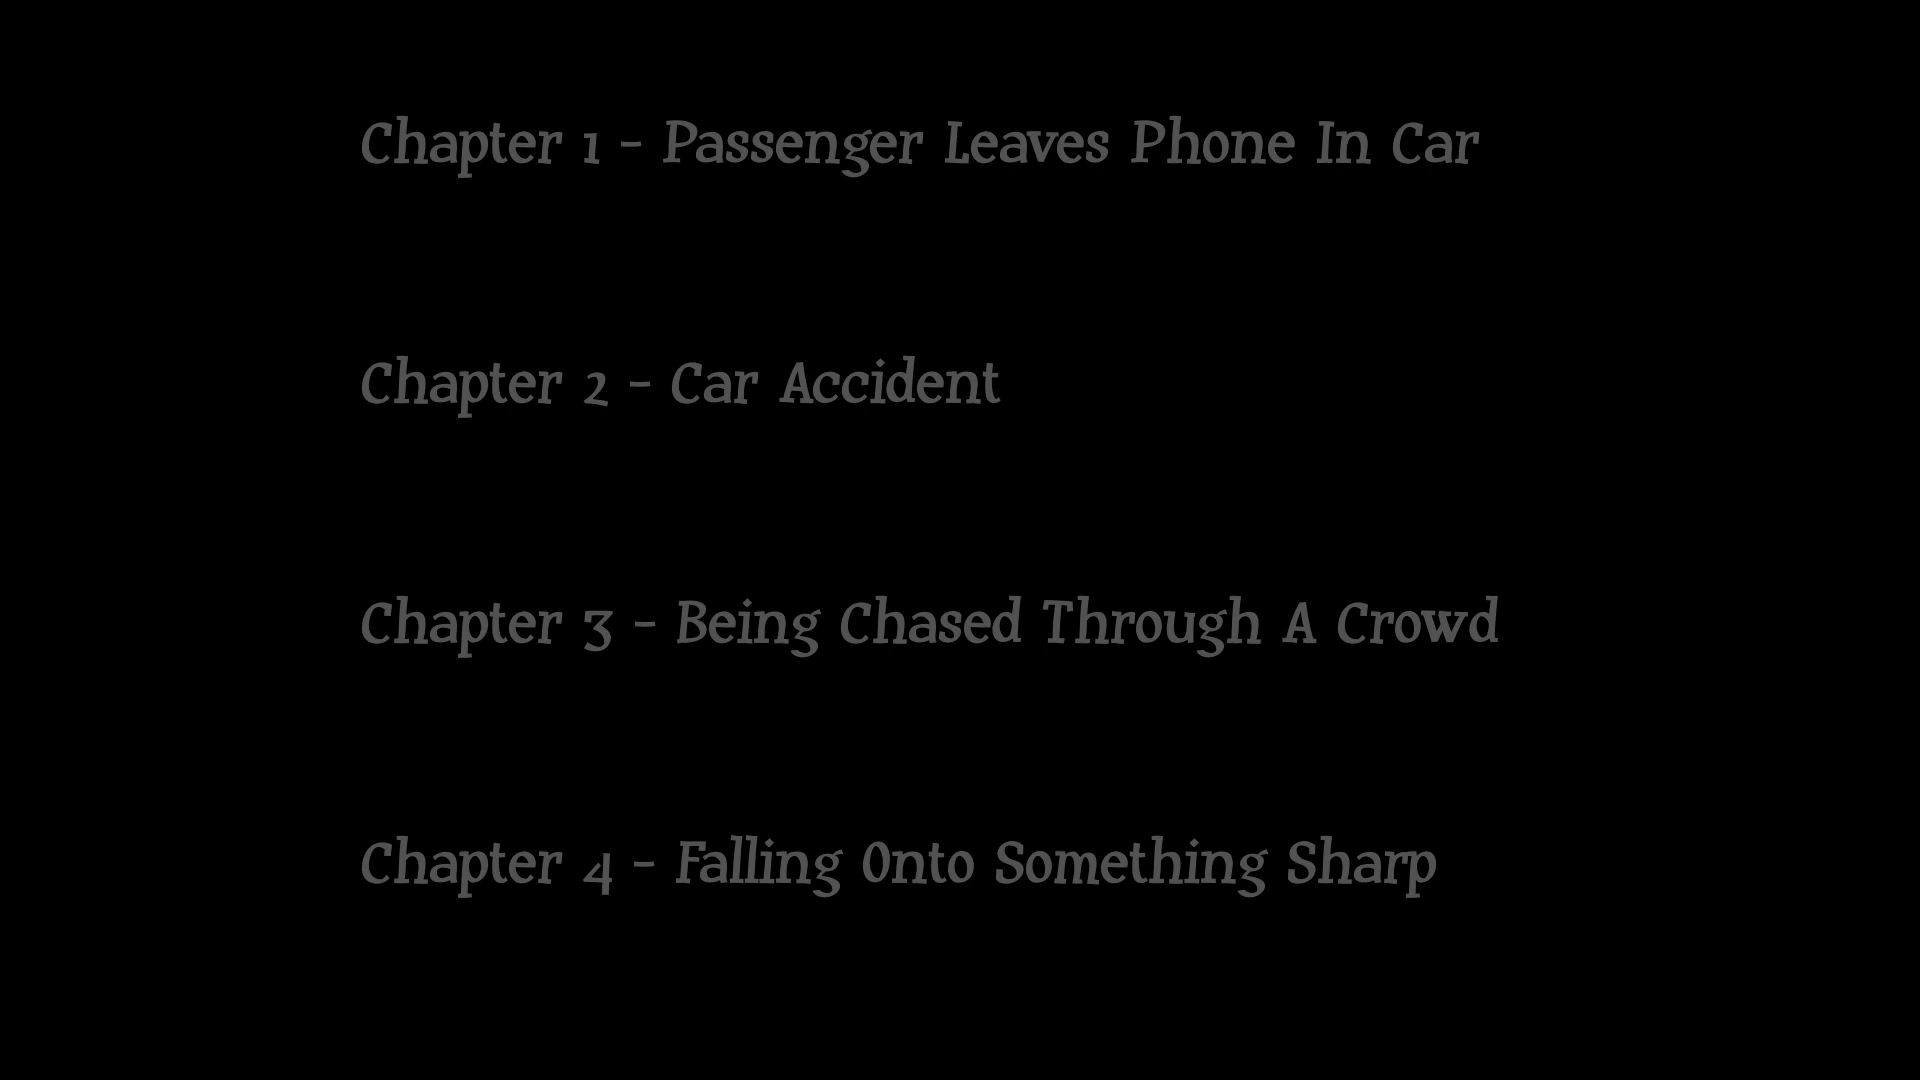 Chapter 1 - Passenger Leaves Phone In Car
Chapter 2 - Car Accident
Chapter 3 - Being Chased Through A Crowd
Chapter 4 - Falling Onto Something Sharp